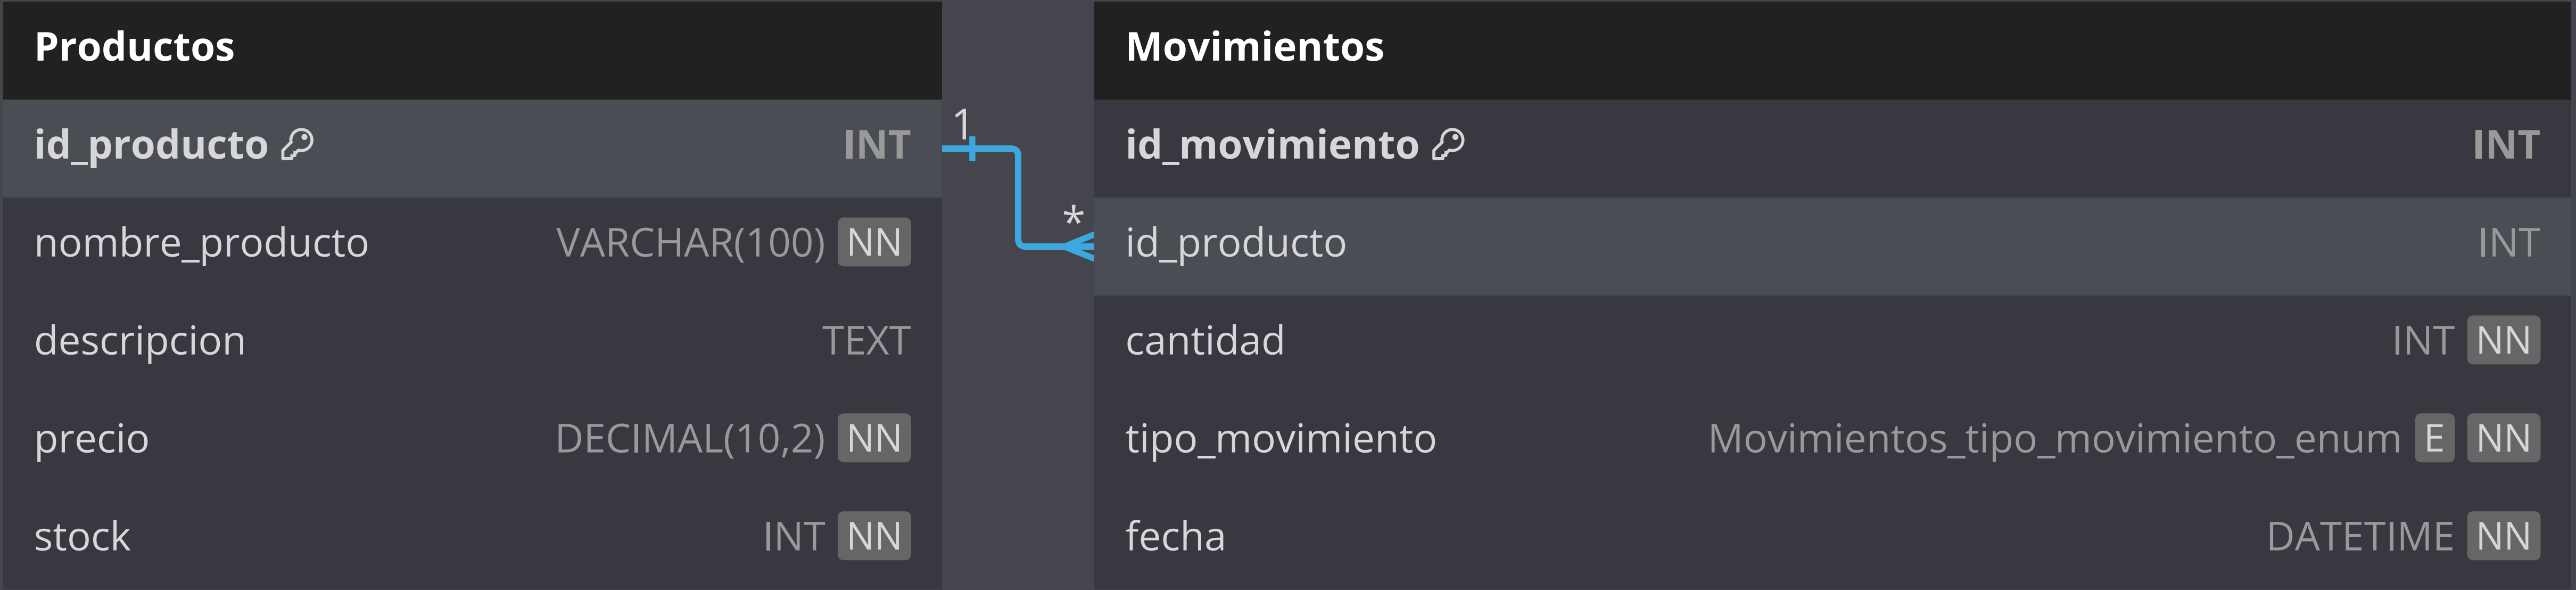 Productos
id_producto INT
nombre_producto VARCHAR(100) NN
descripcion TEXT
precio DECIMAL(10,2) NN
stock INT NN
1
*
Movimientos
id_movimiento INT
id_producto INT
cantidad INT NN
tipo_movimiento Movimientos_tipo_movimiento_enum E NN
fecha DATETIME NN